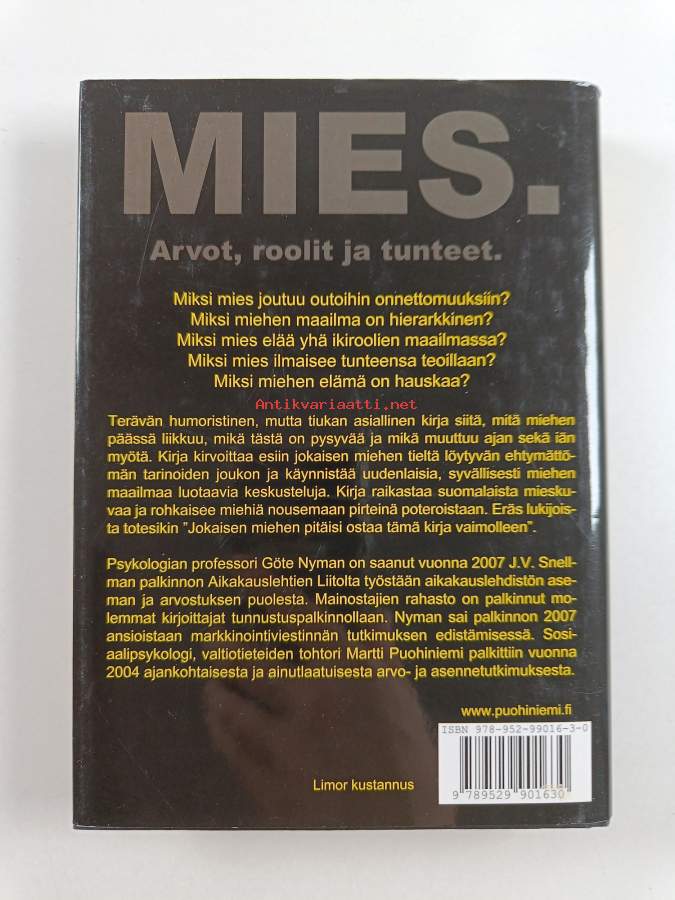 MIES.
Arvot, roolit ja tunteet.
Miksi mies joutuu outoihin onnettomuuksiin?
Miksi miehen maailma on hierarkkinen?
Miksi mies elää yhä ikiroolien maailmassa?
Miksi mies ilmaisee tunteensa teoillaan?
Miksi miehen elämä on hauskaa?
Antikvariaatti.net
Terävän humoristinen, mutta tiukan asiallinen kirja siitä, mitä miehen
päässä liikkuu, mikä tästä on pysyvää ja mikä muuttuu ajan sekä iän
myötä. Kirja kirvoittaa esiin jokaisen miehen tieltä löytyvän ehtymättö-
män tarinoiden joukon ja käynnistää uudenlaisia, syvällisesti miehen
maailmaa luotaavia keskusteluja. Kirja raikastaa suomalaista miesku-
vaa ja rohkaisee miehiä nousemaan pirteinä poteroistaan. Eräs lukijois-
ta totesikin "Jokaisen miehen pitäisi ostaa tämä kirja vaimolleen".
Psykologian professori Göte Nyman on saanut vuonna 2007 J.V. Snell-
man palkinnon Aikakauslehtien Liitolta työstään aikakauslehdistön ase-
man ja arvostuksen puolesta. Mainostajien rahasto on palkinnut mo-
lemmat kirjoittajat tunnustuspalkinnollaan. Nyman sai palkinnon 2007
ansioistaan markkinointiviestinnän tutkimuksen edistämisessä. Sosi-
aalipsykologi, valtiotieteiden tohtori Martti Puohiniemi palkittiin vuonna
2004 ajankohtaisesta ja ainutlaatuisesta arvo- ja asennetutkimuksesta.
www.puohiniemi.fi
ISBN 978-952-99016-3-0
9 789529 901630
Limor kustannus